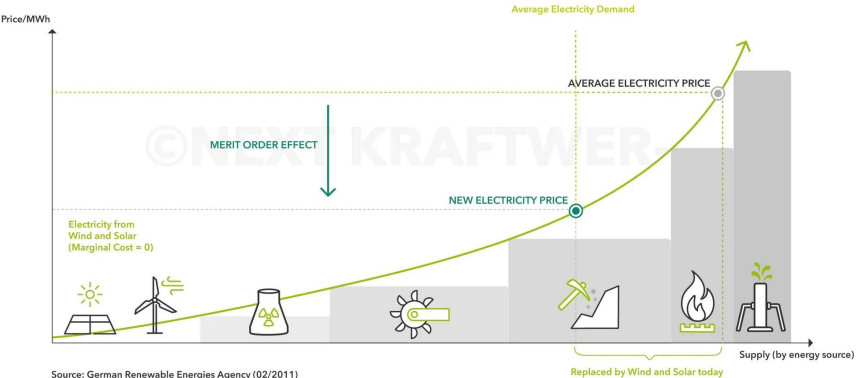 Average Electricity Demand
Price/MWh
AVERAGE ELECTRICITY PRICE
©NEXT KRAFTWER
MERIT ORDER EFFECT
NEW ELECTRICITY PRICE
Electricity from
Wind and Solar
(Marginal Cost = 0)
Supply (by energy source)
Replaced by Wind and Solar today
Source: German Renewable Energies Agency (02/2011)